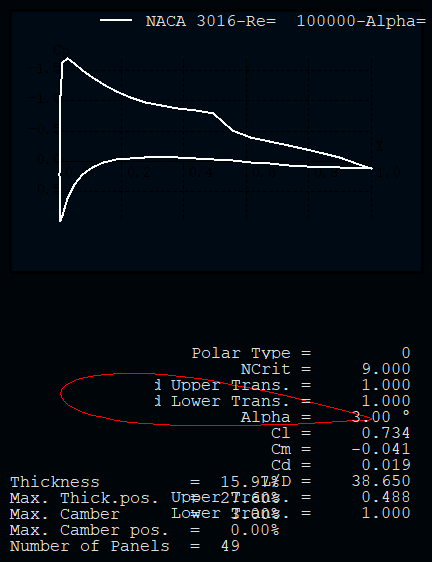 NACA 3016-Re=  100000-Alpha=
Polar Type =         0
NCrit =     9.000
d Upper Trans. =     1.000
d Lower Trans. =     1.000
Alpha =    3.00 °
Cl =     0.734
Cm =    -0.041
Cd =     0.019
L/D =    38.650
Upper Trans. =     0.488
Lower Trans. =     1.000
Thickness         =  15.97%
Max. Thick.pos.   =  27.60%
Max. Camber       =   3.00%
Max. Camber pos.  =   0.00%
Number of Panels  =  49